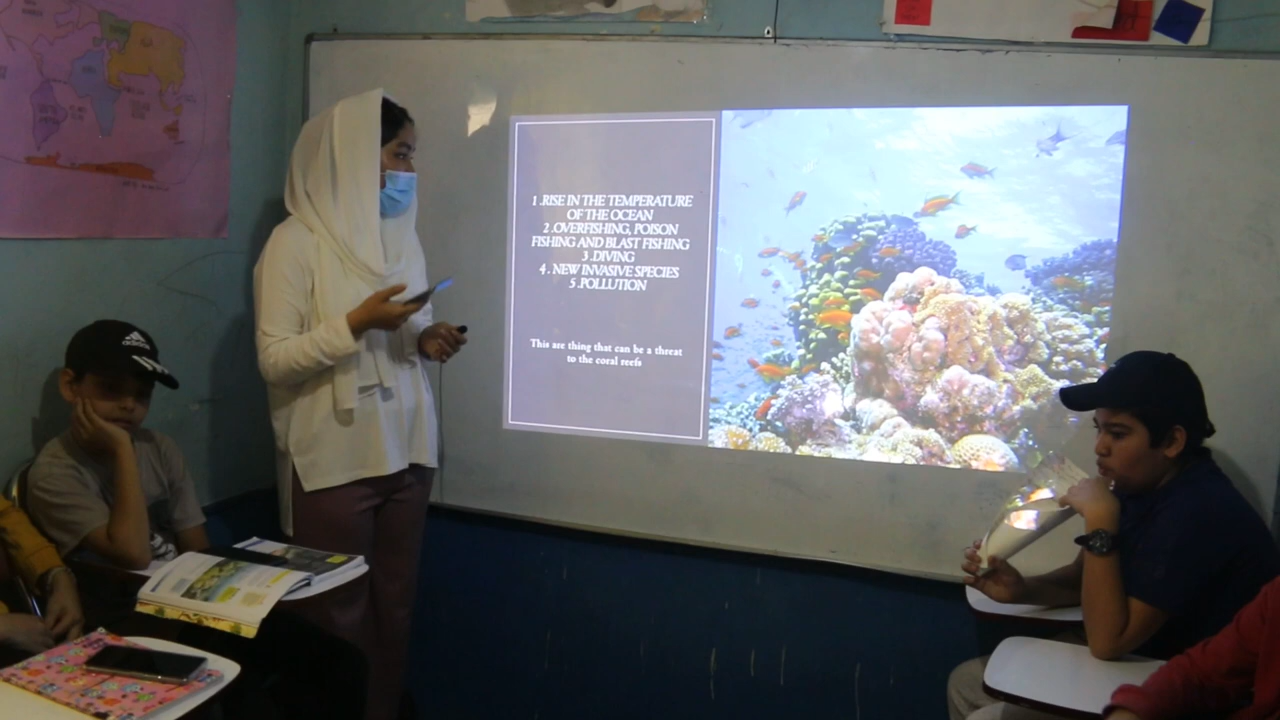 1 .RISE IN THE TEMPERATURE
OF THE OCEAN
2 .OVERFISHING, POISON
FISHING AND BLAST FISHING
3 .DIVING
4 . NEW INVASIVE SPECIES
5 .POLLUTION
This are thing that can be a threat
to the coral reefs
adidas